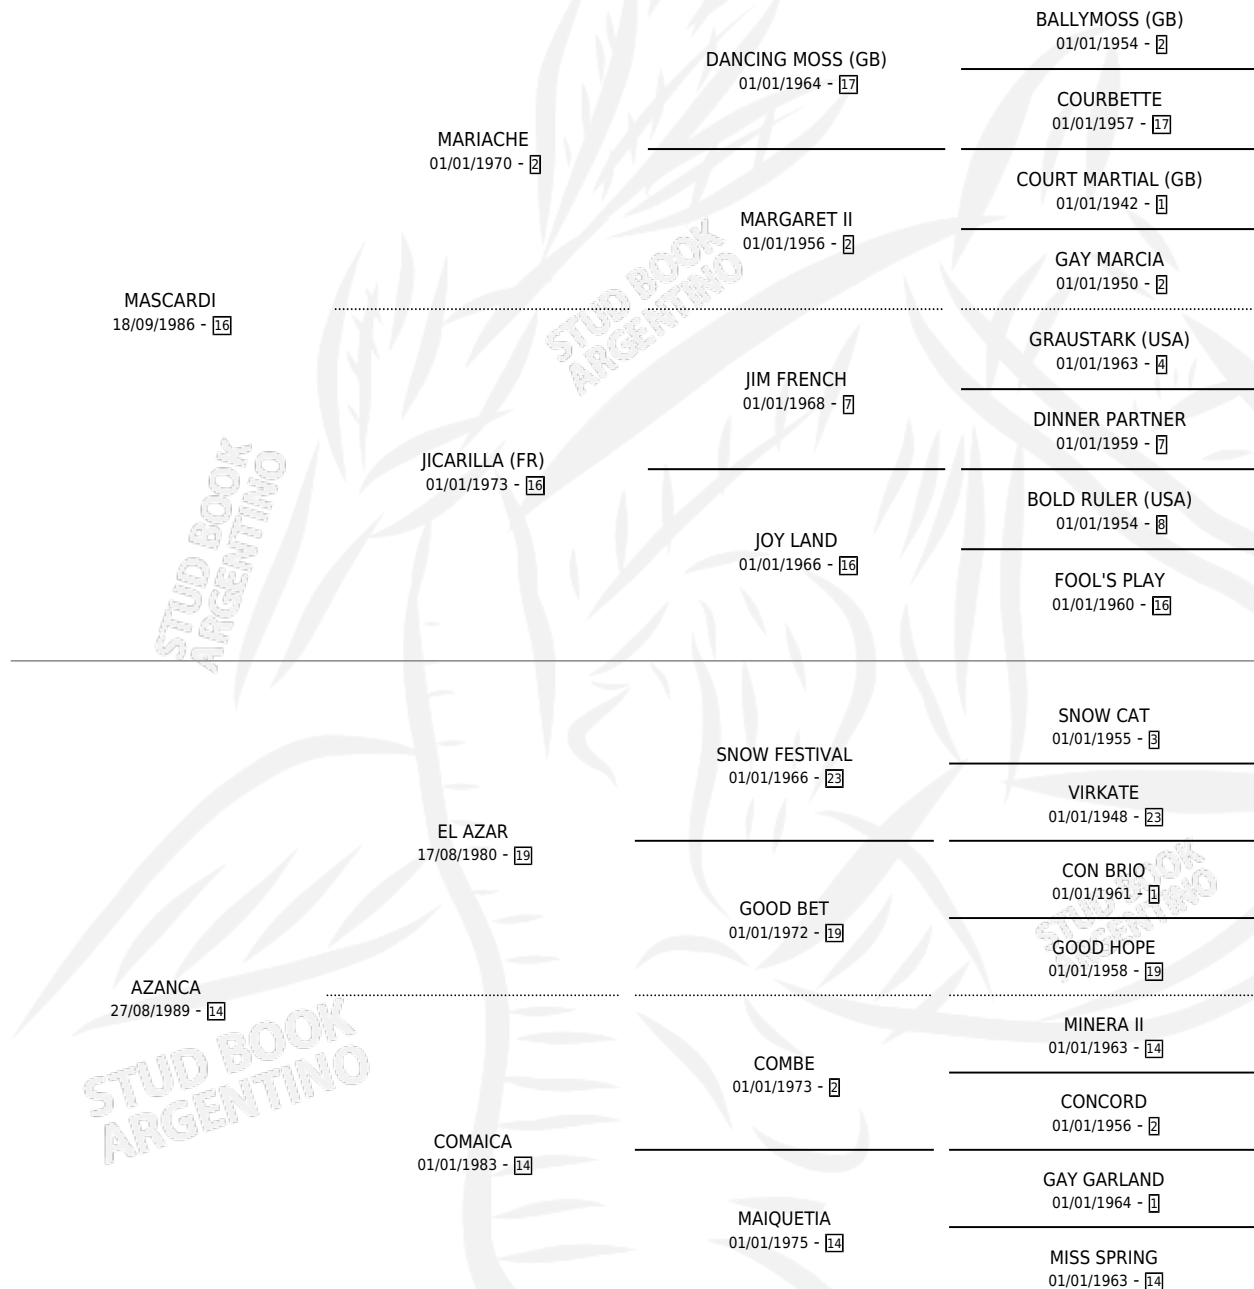 BALLYMOSS (GB)
01/01/1954 - 2
DANCING MOSS (GB)
01/01/1964 - 17
COURBETTE
01/01/1957 - 17
MARIACHE
01/01/1970 - 2
COURT MARTIAL (GB)
01/01/1942 - 1
MARGARET II
01/01/1956 - 2
GAY MARCIA
01/01/1950 - 2
MASCARDI
18/09/1986 - 16
STUD BOOK
ARGENTINO
GRAUSTARK (USA)
01/01/1963 - 4
JIM FRENCH
01/01/1968 - 7
DINNER PARTNER
01/01/1959 - 7
JICARILLA (FR)
01/01/1973 - 16
BOLD RULER (USA)
01/01/1954 - 8
JOY LAND
01/01/1966 - 16
FOOL'S PLAY
01/01/1960 - 16
STUD BOOK
ARGENTINO
SNOW CAT
01/01/1955 - 3
SNOW FESTIVAL
01/01/1966 - 23
VIRKATE
01/01/1948 - 23
EL AZAR
17/08/1980 - 19
CON BRIO
01/01/1961 - 1
GOOD BET
01/01/1972 - 19
GOOD HOPE
01/01/1958 - 19
STUD BOOK
ARGENTINO
AZANCA
27/08/1989 - 14
STUD BOOK
ARGENTINO
MINERA II
01/01/1963 - 14
COMBE
01/01/1973 - 2
CONCORD
01/01/1956 - 2
COMAICA
01/01/1983 - 14
GAY GARLAND
01/01/1964 - 1
MAIQUETIA
01/01/1975 - 14
MISS SPRING
01/01/1963 - 14